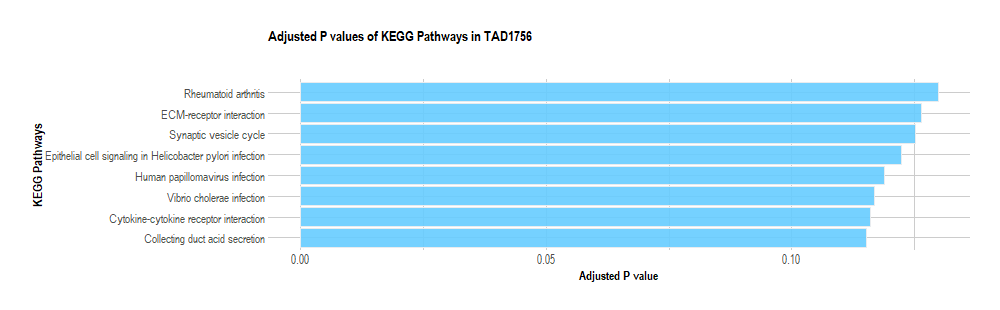 Adjusted P values of KEGG Pathways in TAD1756
KEGG Pathways
Rheumatoid arthritis
ECM-receptor interaction
Synaptic vesicle cycle
Epithelial cell signaling in Helicobacter pylori infection
Human papillomavirus infection
Vibrio cholerae infection
Cytokine-cytokine receptor interaction
Collecting duct acid secretion
0.00 0.05 0.10
Adjusted P value